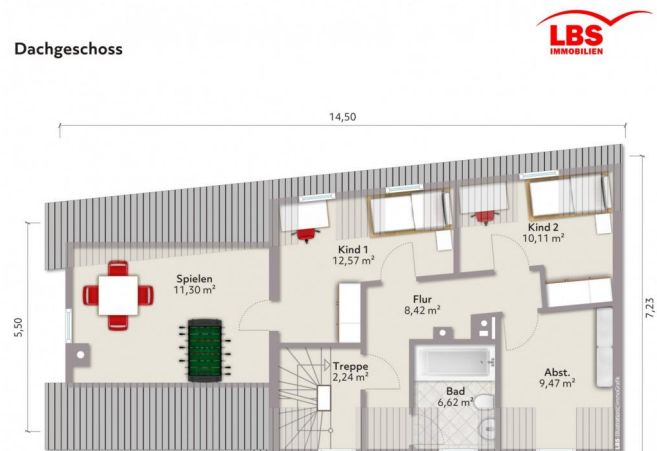 Dachgeschoss
LBS
IMMOBILIEN
14,50
5,50
7,23
Spielen
11,30 m²
Kind 1
12,57 m²
Kind 2
10,11 m²
Flur
8,42 m²
Treppe
2,24 m²
Bad
6,62 m²
Abst.
9,47 m²